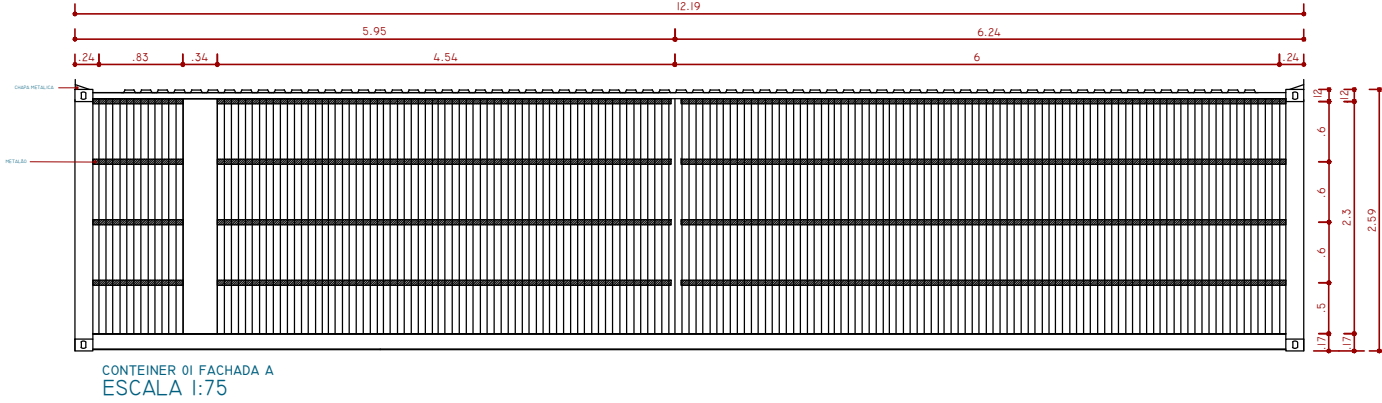 12.19
5.95 6.24
.24 .83 .34 4.54 6 .24
CHAPA METALICA
METALÃO
.12 .6 .6 .6 .5 .17
.12 2.3 .17
2.59
CONTEINER 01 FACHADA A
ESCALA 1:75